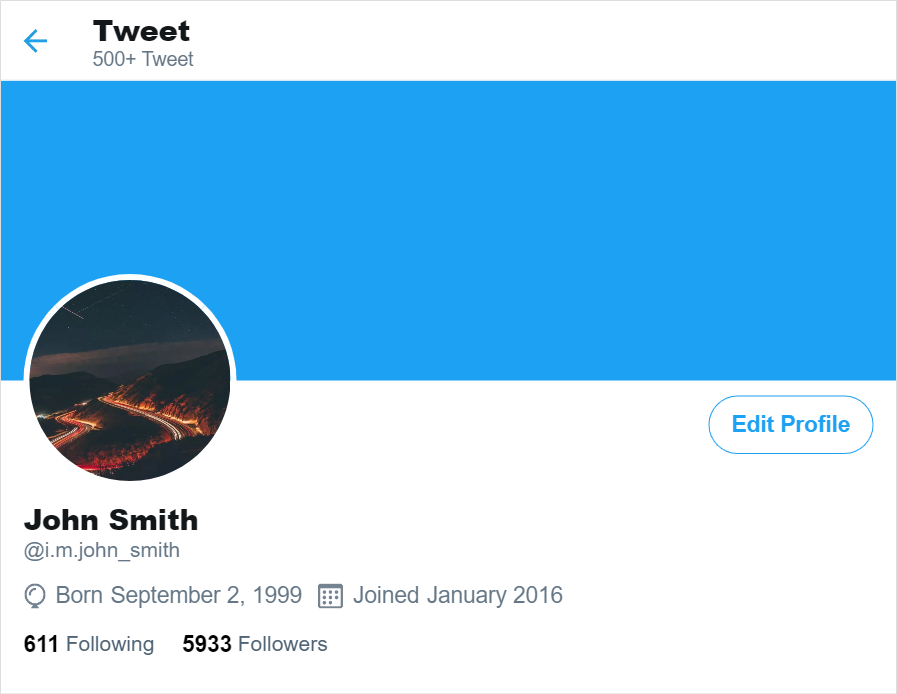 Tweet
500+ Tweet
Edit Profile
John Smith
@i.m.john_smith
Born September 2, 1999 Joined January 2016
611 Following 5933 Followers